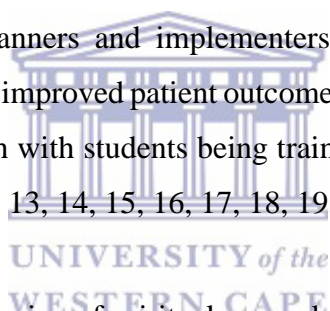 anners and implementers
improved patient outcome
with students being train
13, 14, 15, 16, 17, 18, 19
UNIVERSITY of the
WESTERN CAPE